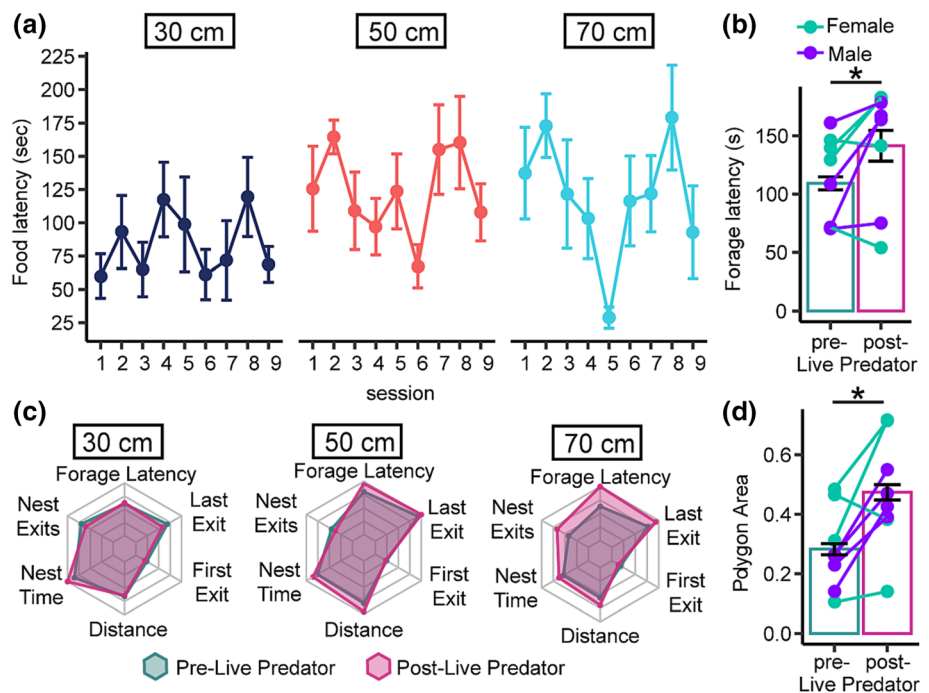 (a)
30 cm
50 cm
70 cm
Food latency (sec)
225
200
175
150
125
100
75
50
25
1 2 3 4 5 6 7 8 9
1 2 3 4 5 6 7 8 9
1 2 3 4 5 6 7 8 9
session
(b)
Female
Male
*
Forage latency (s)
150
100
50
0
pre- post-
Live Predator
(c)
30 cm
Forage Latency
Last
Exit
First
Exit
Distance
Nest
Time
Nest
Exits
50 cm
Forage Latency
Last
Exit
First
Exit
Distance
Nest
Time
Nest
Exits
70 cm
Forage Latency
Last
Exit
First
Exit
Distance
Nest
Time
Nest
Exits
Pre-Live Predator
Post-Live Predator
(d)
*
Pdygon Area
0.6
0.4
0.2
0.0
pre- post-
Live Predator